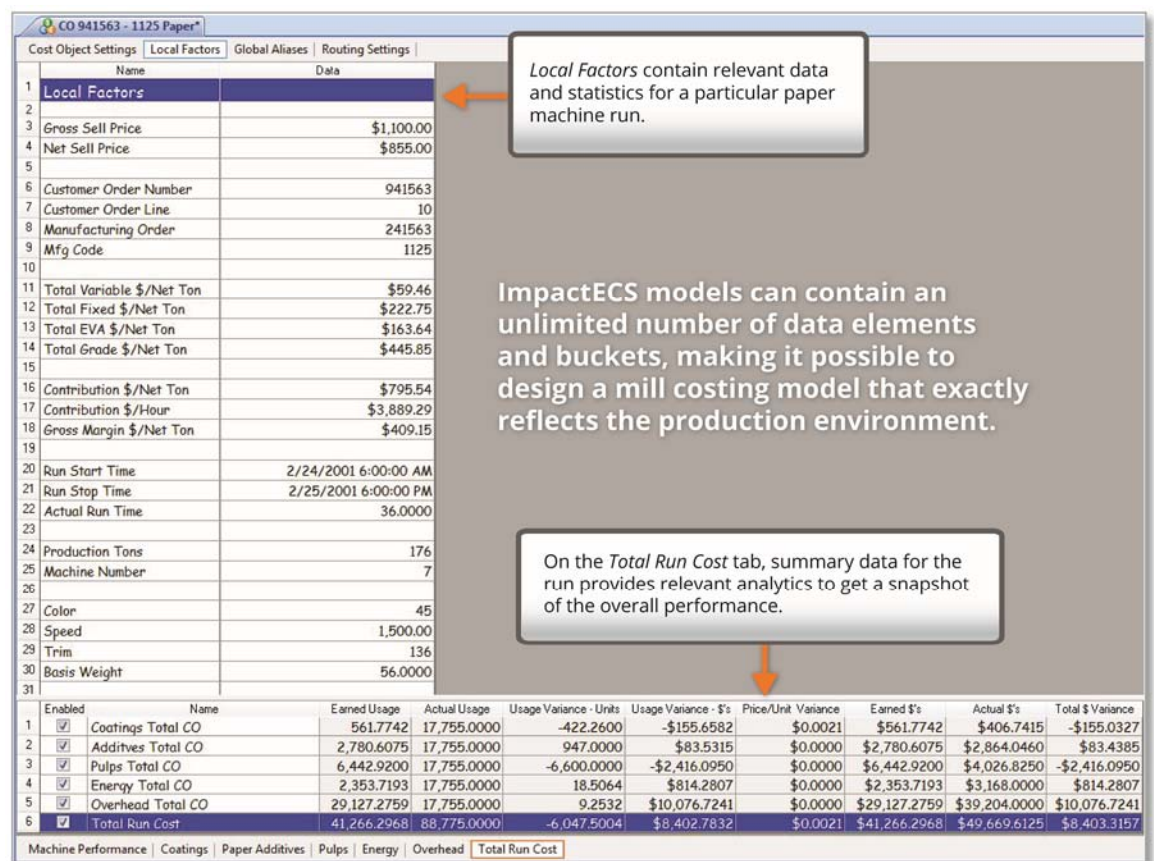 CO 941563 - 1125 Paper*
Cost Object Settings Local Factors Global Aliases Routing Settings
Name Data
1 Local Factors
2
3 Gross Sell Price $1,100.00
4 Net Sell Price $855.00
5
6 Customer Order Number 941563
7 Customer Order Line 10
8 Manufacturing Order 241563
9 Mfg Code 1125
10
11 Total Variable $/Net Ton $59.46
12 Total Fixed $/Net Ton $222.75
13 Total EVA $/Net Ton $163.64
14 Total Grade $/Net Ton $445.85
15
16 Contribution $/Net Ton $795.54
17 Contribution $/Hour $3,889.29
18 Gross Margin $/Net Ton $409.15
19
20 Run Start Time 2/24/2001 6:00:00 AM
21 Run Stop Time 2/25/2001 6:00:00 PM
22 Actual Run Time 36.0000
23
24 Production Tons 176
25 Machine Number 7
26
27 Color 45
28 Speed 1,500.00
29 Trim 136
30 Basis Weight 56.0000
31
Local Factors contain relevant data
and statistics for a particular paper
machine run.
ImpactECS models can contain an
unlimited number of data elements
and buckets, making it possible to
design a mill costing model that exactly
reflects the production environment.
On the Total Run Cost tab, summary data for the
run provides relevant analytics to get a snapshot
of the overall performance.
Enabled Name Earned Usage Actual Usage Usage Variance - Units Usage Variance - $'s Price/Unit Variance Earned $'s Actual $'s Total $ Variance
1 Coatings Total CO 561.7742 17,755.0000 -422.2600 -$155.6582 $0.0021 $561.7742 $406.7415 -$155.0327
2 Additves Total CO 2,780.6075 17,755.0000 947.0000 $83.5315 $0.0000 $2,780.6075 $2,864.0460 $83.4385
3 Pulps Total CO 6,442.9200 17,755.0000 -6,600.0000 -$2,416.0950 $0.0000 $6,442.9200 $4,026.8250 -$2,416.0950
4 Energy Total CO 2,353.7193 17,755.0000 18.5064 $814.2807 $0.0000 $2,353.7193 $3,168.0000 $814.2807
5 Overhead Total CO 29,127.2759 17,755.0000 9.2532 $10,076.7241 $0.0000 $29,127.2759 $39,204.0000 $10,076.7241
6 Total Run Cost 41,266.2968 88,775.0000 -6,047.5004 $8,402.7832 $0.0021 $41,266.2968 $49,669.6125 $8,403.3157
Machine Performance Coatings Paper Additives Pulps Energy Overhead Total Run Cost